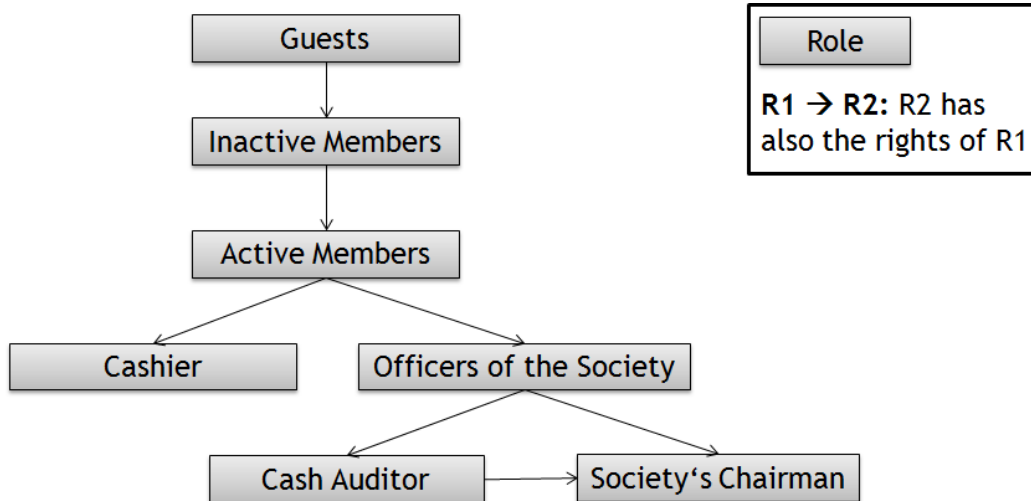 Guests
Role
R1 → R2: R2 has
also the rights of R1
Inactive Members
Active Members
Cashier
Officers of the Society
Cash Auditor
Society‘s Chairman